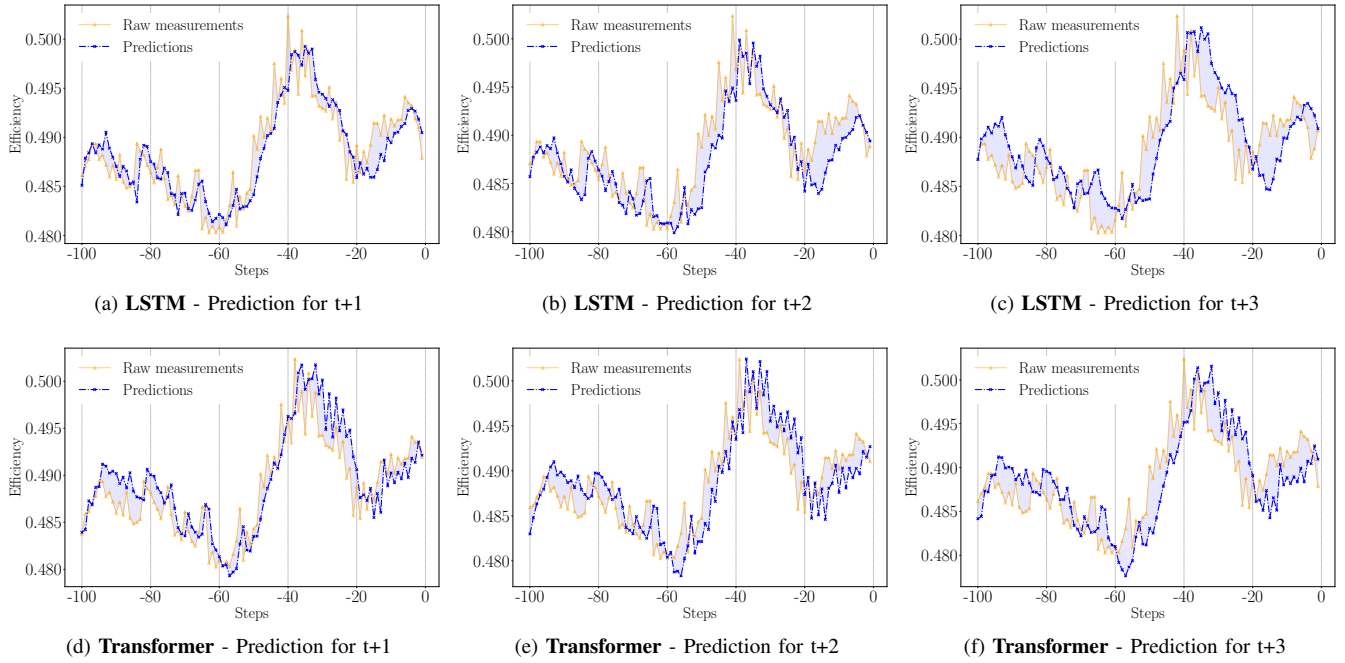 Raw measurements
Predictions
Efficiency
0.500
0.495
0.490
0.485
0.480
-100 -80 -60 -40 -20 0
Steps
(a) LSTM - Prediction for t+1
Raw measurements
Predictions
Efficiency
0.500
0.495
0.490
0.485
0.480
-100 -80 -60 -40 -20 0
Steps
(b) LSTM - Prediction for t+2
Raw measurements
Predictions
Efficiency
0.500
0.495
0.490
0.485
0.480
-100 -80 -60 -40 -20 0
Steps
(c) LSTM - Prediction for t+3
Raw measurements
Predictions
Efficiency
0.500
0.495
0.490
0.485
0.480
-100 -80 -60 -40 -20 0
Steps
(d) Transformer - Prediction for t+1
Raw measurements
Predictions
Efficiency
0.500
0.495
0.490
0.485
0.480
-100 -80 -60 -40 -20 0
Steps
(e) Transformer - Prediction for t+2
Raw measurements
Predictions
Efficiency
0.500
0.495
0.490
0.485
0.480
-100 -80 -60 -40 -20 0
Steps
(f) Transformer - Prediction for t+3